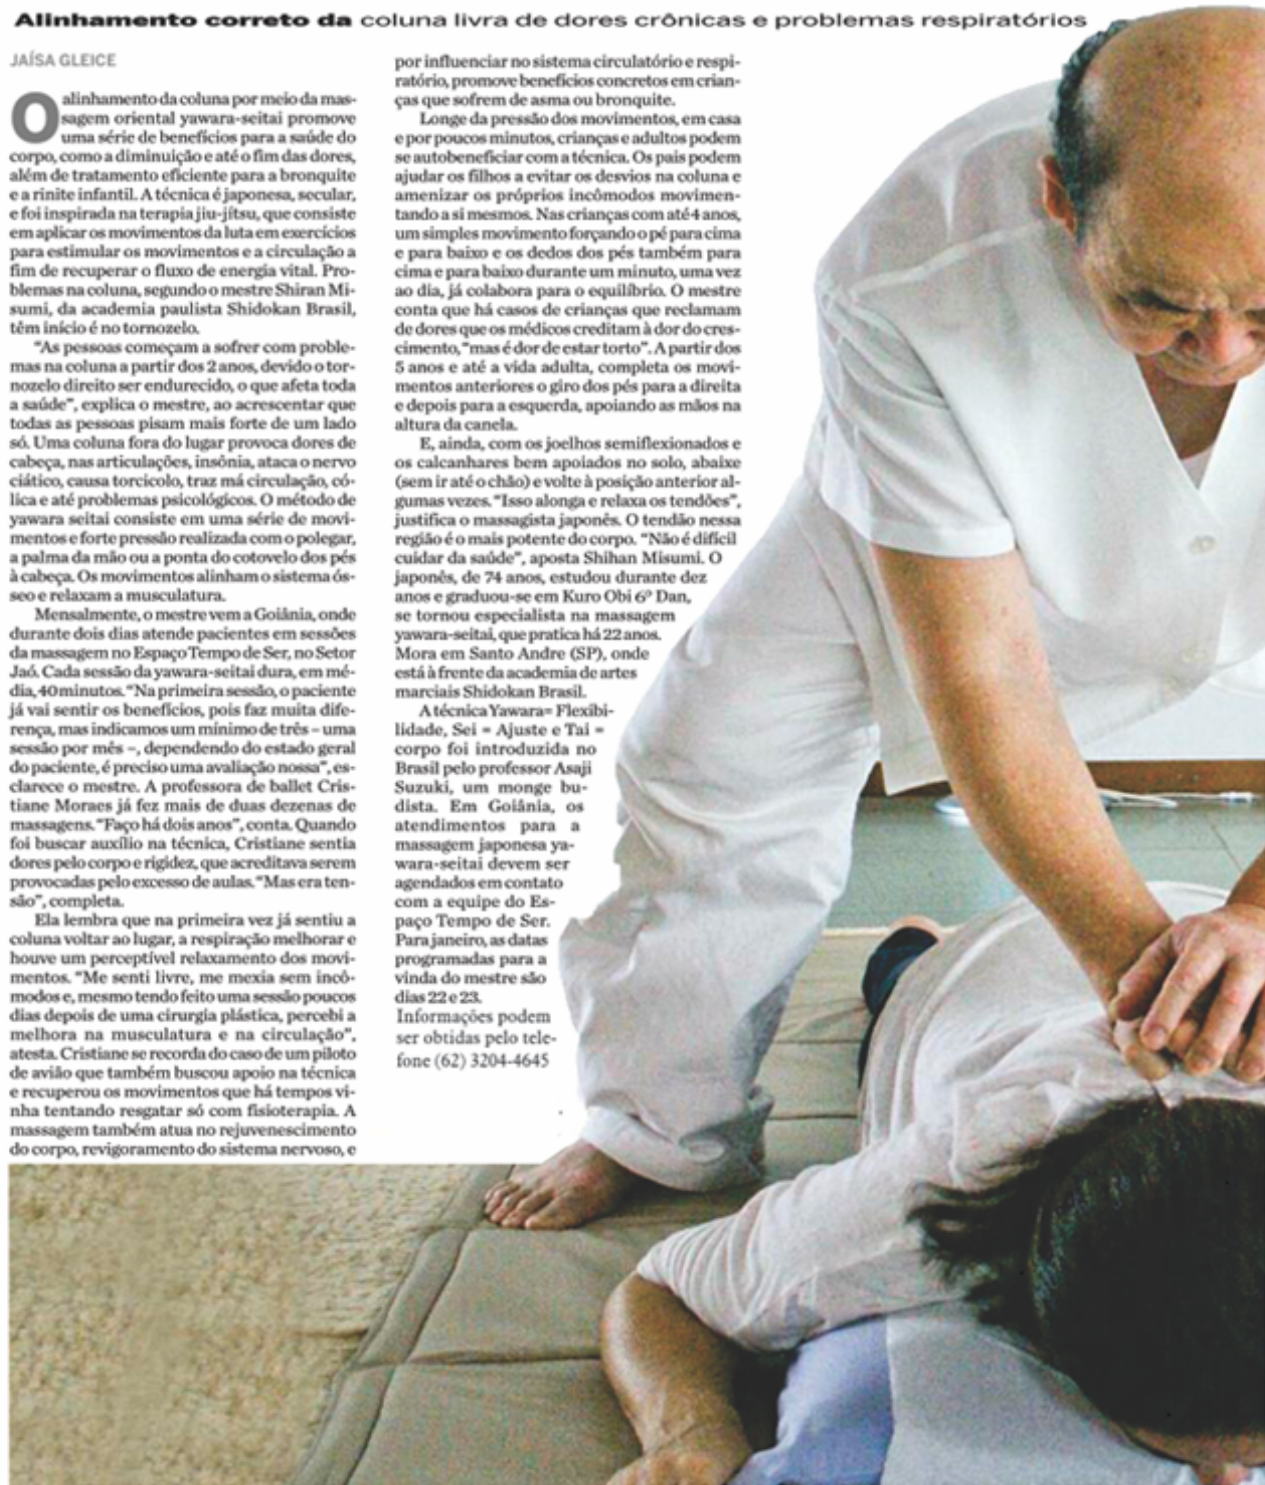 Alinhamento correto da coluna livra de dores crônicas e problemas respiratórios
JAÍSA GLEICE
O alinhamento da coluna por meio da mas-
sagem oriental yawara-seitai promove
uma série de benefícios para a saúde do
corpo, como a diminuição e até o fim das dores,
além de tratamento eficiente para a bronquite
e a rinite infantil. A técnica é japonesa, secular,
e foi inspirada na terapia jiu-jítsu, que consiste
em aplicar os movimentos da luta em exercícios
para estimular os movimentos e a circulação a
fim de recuperar o fluxo de energia vital. Pro-
blemas na coluna, segundo o mestre Shiran Mi-
sumi, da academia paulista Shidokan Brasil,
têm início é no tornozelo.
"As pessoas começam a sofrer com proble-
mas na coluna a partir dos 2 anos, devido o tor-
nozelo direito ser endurecido, o que afeta toda
a saúde", explica o mestre, ao acrescentar que
todas as pessoas pisam mais forte de um lado
só. Uma coluna fora do lugar provoca dores de
cabeça, nas articulações, insônia, ataca o nervo
ciático, causa torcicolo, traz má circulação, có-
lica e até problemas psicológicos. O método de
yawara seitai consiste em uma série de movi-
mentos e forte pressão realizada com o polegar,
a palma da mão ou a ponta do cotovelo dos pés
à cabeça. Os movimentos alinham o sistema ós-
seo e relaxam a musculatura.
Mensalmente, o mestre vem a Goiânia, onde
durante dois dias atende pacientes em sessões
da massagem no Espaço Tempo de Ser, no Setor
Jaó. Cada sessão da yawara-seitai dura, em mé-
dia, 40 minutos. "Na primeira sessão, o paciente
já vai sentir os benefícios, pois faz muita dife-
rença, mas indicamos um mínimo de três – uma
sessão por mês –, dependendo do estado geral
do paciente, é preciso uma avaliação nossa", es-
clarece o mestre. A professora de ballet Cris-
tiane Moraes já fez mais de duas dezenas de
massagens. "Faço há dois anos", conta. Quando
foi buscar auxílio na técnica, Cristiane sentia
dores pelo corpo e rigidez, que acreditava serem
provocadas pelo excesso de aulas. "Mas era ten-
são", completa.
Ela lembra que na primeira vez já sentiu a
coluna voltar ao lugar, a respiração melhorar e
houve um perceptível relaxamento dos movi-
mentos. "Me senti livre, me mexia sem incô-
modos e, mesmo tendo feito uma sessão poucos
dias depois de uma cirurgia plástica, percebi a
melhora na musculatura e na circulação",
atesta. Cristiane se recorda do caso de um piloto
de avião que também buscou apoio na técnica
e recuperou os movimentos que há tempos vi-
nha tentando resgatar só com fisioterapia. A
massagem também atua no rejuvenescimento
do corpo, revigoramento do sistema nervoso, e
por influenciar no sistema circulatório e respi-
ratório, promove benefícios concretos em crian-
ças que sofrem de asma ou bronquite.
Longe da pressão dos movimentos, em casa
e por poucos minutos, crianças e adultos podem
se autobeneficiar com a técnica. Os pais podem
ajudar os filhos a evitar os desvios na coluna e
amenizar os próprios incômodos movimen-
tando a si mesmos. Nas crianças com até 4 anos,
um simples movimento forçando o pé para cima
e para baixo e os dedos dos pés também para
cima e para baixo durante um minuto, uma vez
ao dia, já colabora para o equilíbrio. O mestre
conta que há casos de crianças que reclamam
de dores que os médicos creditam à dor do cres-
cimento, "mas é dor de estar torto". A partir dos
5 anos e até a vida adulta, completa os movi-
mentos anteriores o giro dos pés para a direita
e depois para a esquerda, apoiando as mãos na
altura da canela.
E, ainda, com os joelhos semiflexionados e
os calcanhares bem apoiados no solo, abaixe
(sem ir até o chão) e volte à posição anterior al-
gumas vezes. "Isso alonga e relaxa os tendões",
justifica o massagista japonês. O tendão nessa
região é o mais potente do corpo. "Não é difícil
cuidar da saúde", aposta Shihan Misumi. O
japonês, de 74 anos, estudou durante dez
anos e graduou-se em Kuro Obi 6º Dan,
se tornou especialista na massagem
yawara-seitai, que pratica há 22 anos.
Mora em Santo Andre (SP), onde
está à frente da academia de artes
marciais Shidokan Brasil.
A técnica Yawara= Flexibi-
lidade, Sei = Ajuste e Tai =
corpo foi introduzida no
Brasil pelo professor Asaji
Suzuki, um monge bu-
dista. Em Goiânia, os
atendimentos para a
massagem japonesa ya-
wara-seitai devem ser
agendados em contato
com a equipe do Es-
paço Tempo de Ser.
Para janeiro, as datas
programadas para a
vinda do mestre são
dias 22 e 23.
Informações podem
ser obtidas pelo tele-
fone (62) 3204-4645